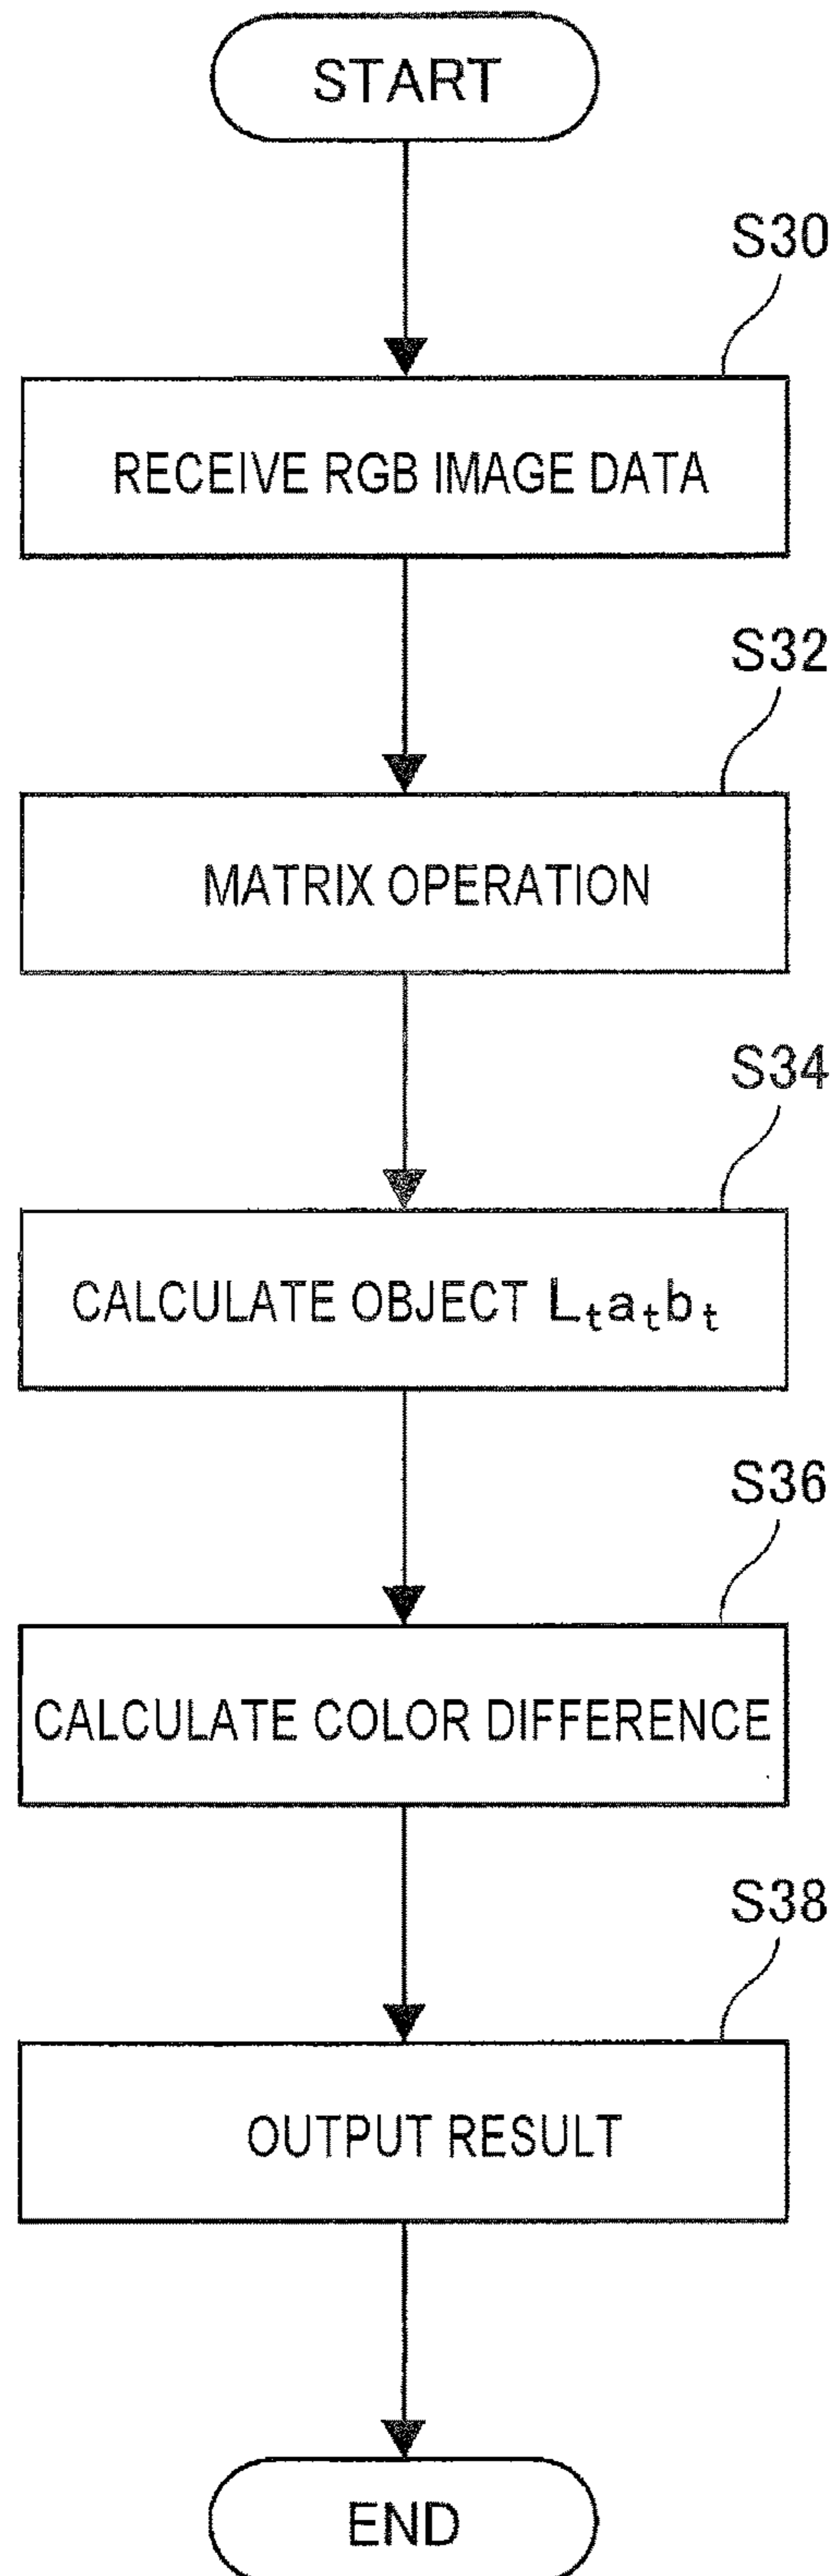 START
S30
RECEIVE RGB IMAGE DATA
S32
MATRIX OPERATION
S34
CALCULATE OBJECT Lₜaₜbₜ
S36
CALCULATE COLOR DIFFERENCE
S38
OUTPUT RESULT
END